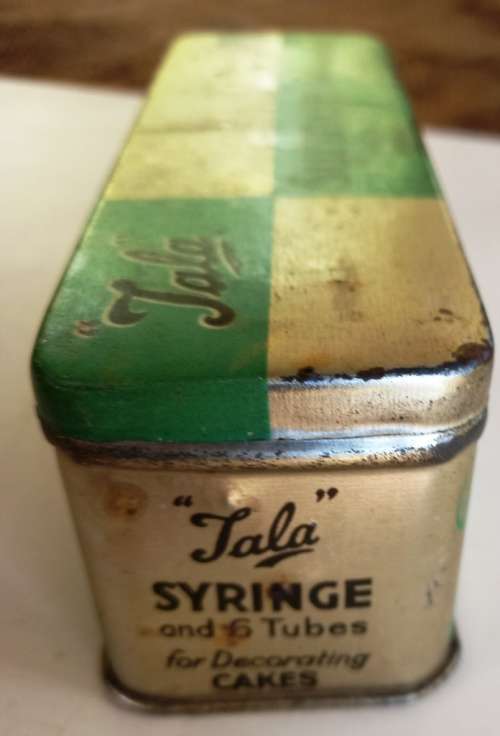 "Tala"
"Tala"
SYRINGE
and 6 Tubes
for Decorating
CAKES